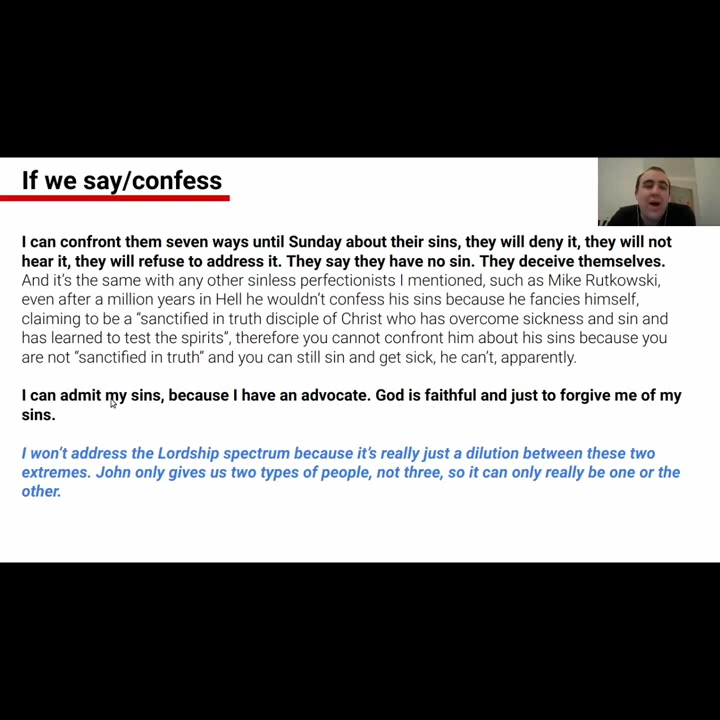 If we say/confess
I can confront them seven ways until Sunday about their sins, they will deny it, they will not
hear it, they will refuse to address it. They say they have no sin. They deceive themselves.
And it's the same with any other sinless perfectionists I mentioned, such as Mike Rutkowski,
even after a million years in Hell he wouldn't confess his sins because he fancies himself,
claiming to be a “sanctified in truth disciple of Christ who has overcome sickness and sin and
has learned to test the spirits”, therefore you cannot confront him about his sins because you
are not “sanctified in truth” and you can still sin and get sick, he can't, apparently.
I can admit my sins, because I have an advocate. God is faithful and just to forgive me of my
sins.
I won't address the Lordship spectrum because it's really just a dilution between these two
extremes. John only gives us two types of people, not three, so it can only really be one or the
other.